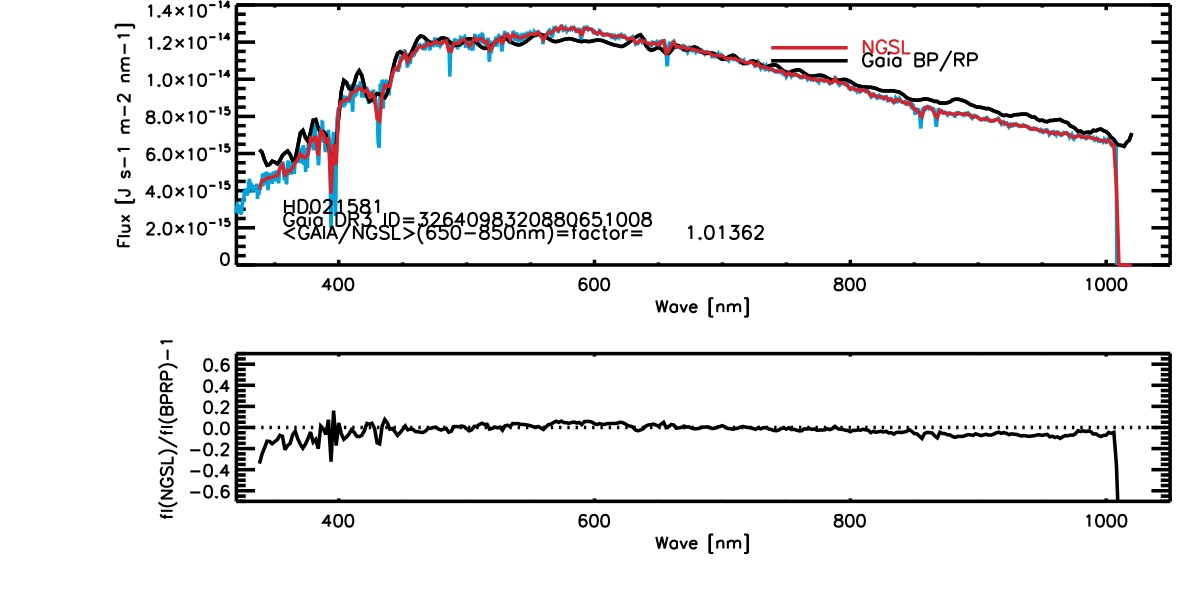 1.4×10⁻¹⁴
1.2×10⁻¹⁴
1.0×10⁻¹⁴
8.0×10⁻¹⁵
6.0×10⁻¹⁵
4.0×10⁻¹⁵
2.0×10⁻¹⁵
0
Flux [J s−1 m−2 nm−1]
NGSL
Gaia BP/RP
HD021581
Gaia DR3 ID=3264098320880651008
<GAIA/NGSL>(650−850nm)=factor= 1.01362
400 600 800 1000
Wave [nm]
fl(NGSL)/fl(BPRP)−1
0.6
0.4
0.2
0.0
−0.2
−0.4
−0.6
400 600 800 1000
Wave [nm]